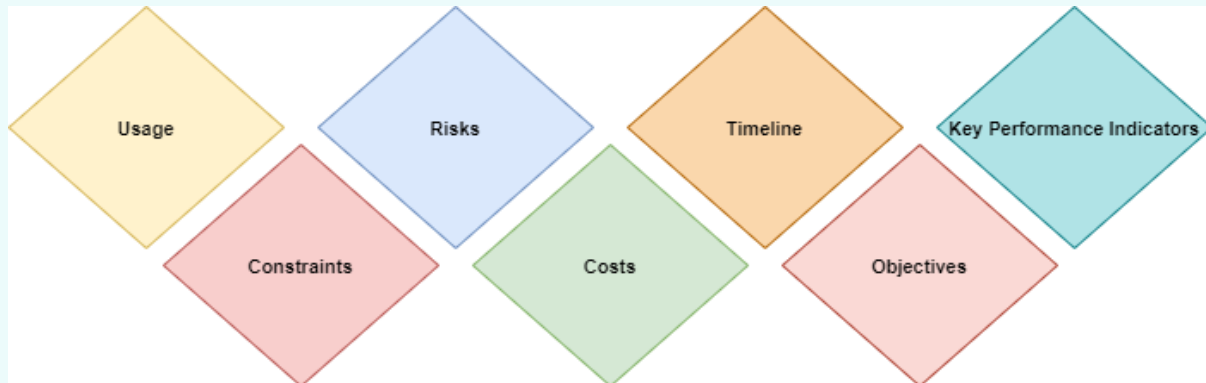 Usage
Risks
Timeline
Key Performance Indicators
Constraints
Costs
Objectives